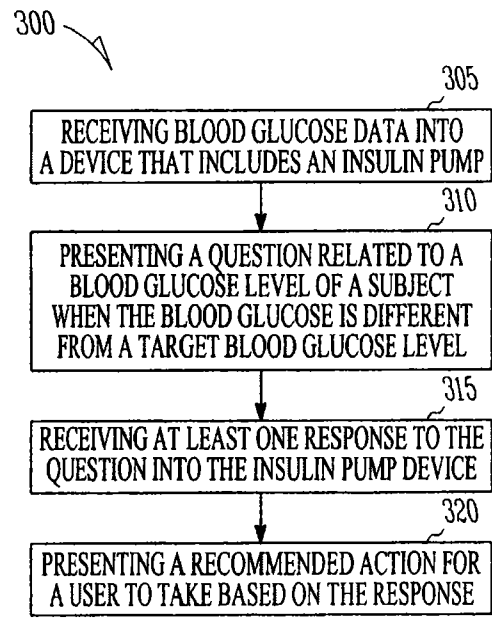 300
305
RECEIVING BLOOD GLUCOSE DATA INTO
A DEVICE THAT INCLUDES AN INSULIN PUMP
310
PRESENTING A QUESTION RELATED TO A
BLOOD GLUCOSE LEVEL OF A SUBJECT
WHEN THE BLOOD GLUCOSE IS DIFFERENT
FROM A TARGET BLOOD GLUCOSE LEVEL
315
RECEIVING AT LEAST ONE RESPONSE TO THE
QUESTION INTO THE INSULIN PUMP DEVICE
320
PRESENTING A RECOMMENDED ACTION FOR
A USER TO TAKE BASED ON THE RESPONSE